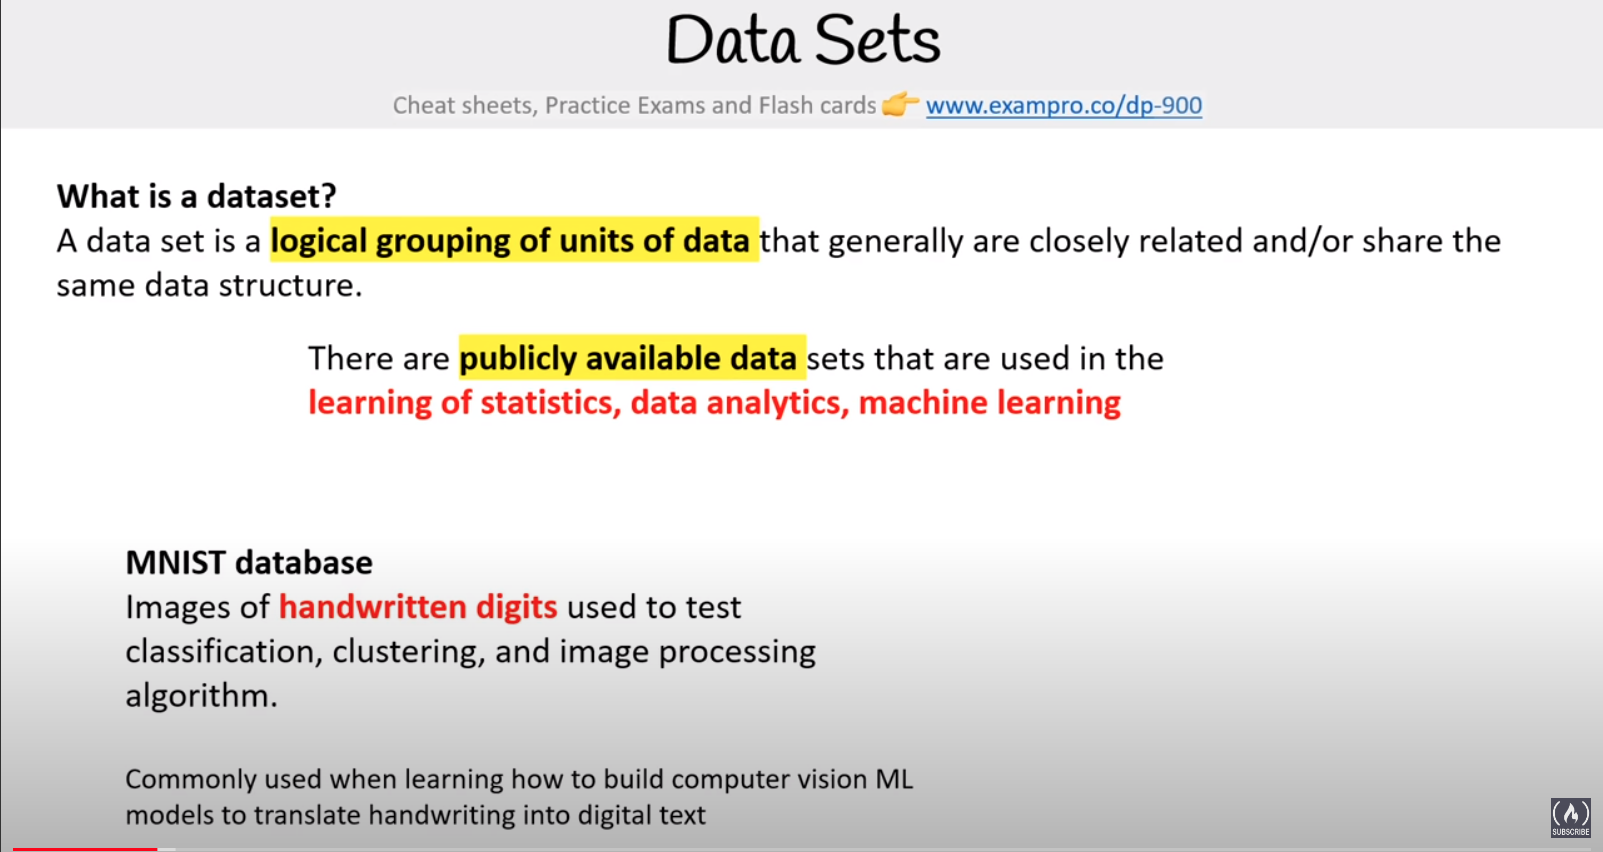 Data Sets
Cheat sheets, Practice Exams and Flash cards 👉 www.exampro.co/dp-900
What is a dataset?
A data set is a logical grouping of units of data that generally are closely related and/or share the
same data structure.
There are publicly available data sets that are used in the
learning of statistics, data analytics, machine learning
MNIST database
Images of handwritten digits used to test
classification, clustering, and image processing
algorithm.
Commonly used when learning how to build computer vision ML
models to translate handwriting into digital text
SUBSCRIBE